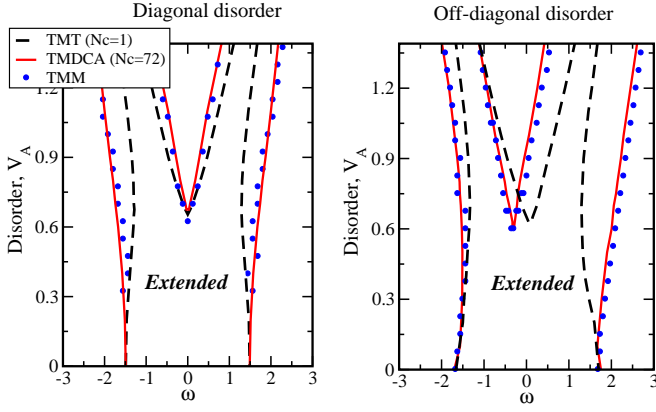 Diagonal disorder
Off-diagonal disorder
TMT (Nc=1)
TMDCA (Nc=72)
TMM
Disorder, V_A
1.2
0.9
0.6
0.3
0
Extended
-3 -2 -1 0 1 2 3
ω
Disorder, V_A
1.2
0.9
0.6
0.3
0
Extended
-3 -2 -1 0 1 2 3
ω